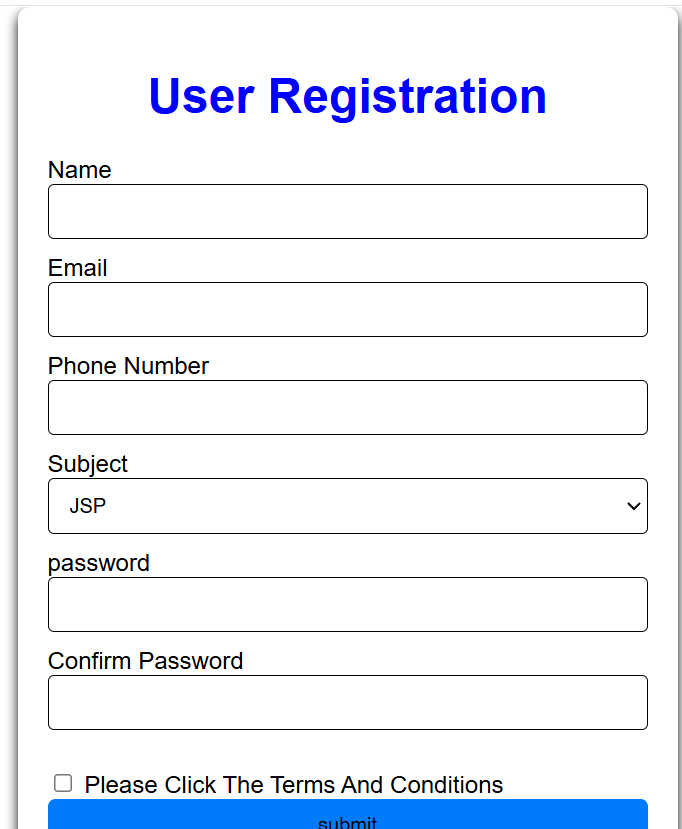 User Registration
Name
Email
Phone Number
Subject
JSP
password
Confirm Password
Please Click The Terms And Conditions
submit